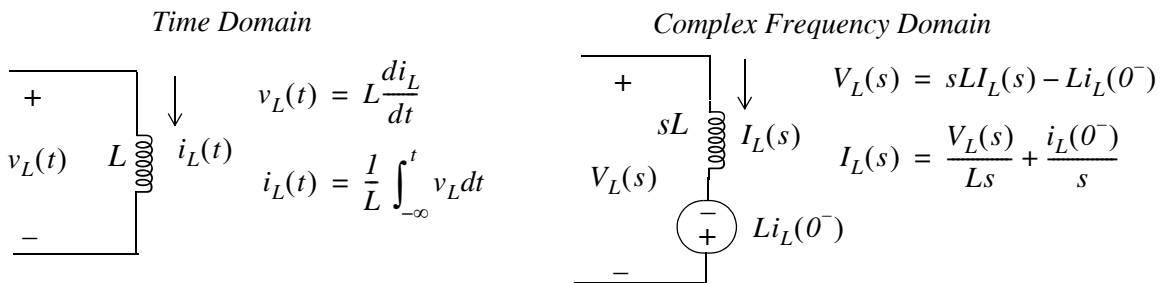 Time Domain
+
v_L(t)
–
L
i_L(t)
v_L(t) = L di_L/dt
i_L(t) = 1/L ∫_{-∞}^{t} v_L dt
Complex Frequency Domain
+
V_L(s)
–
sL
I_L(s)
–
+
Li_L(0⁻)
V_L(s) = sLI_L(s) – Li_L(0⁻)
I_L(s) = V_L(s)/Ls + i_L(0⁻)/s